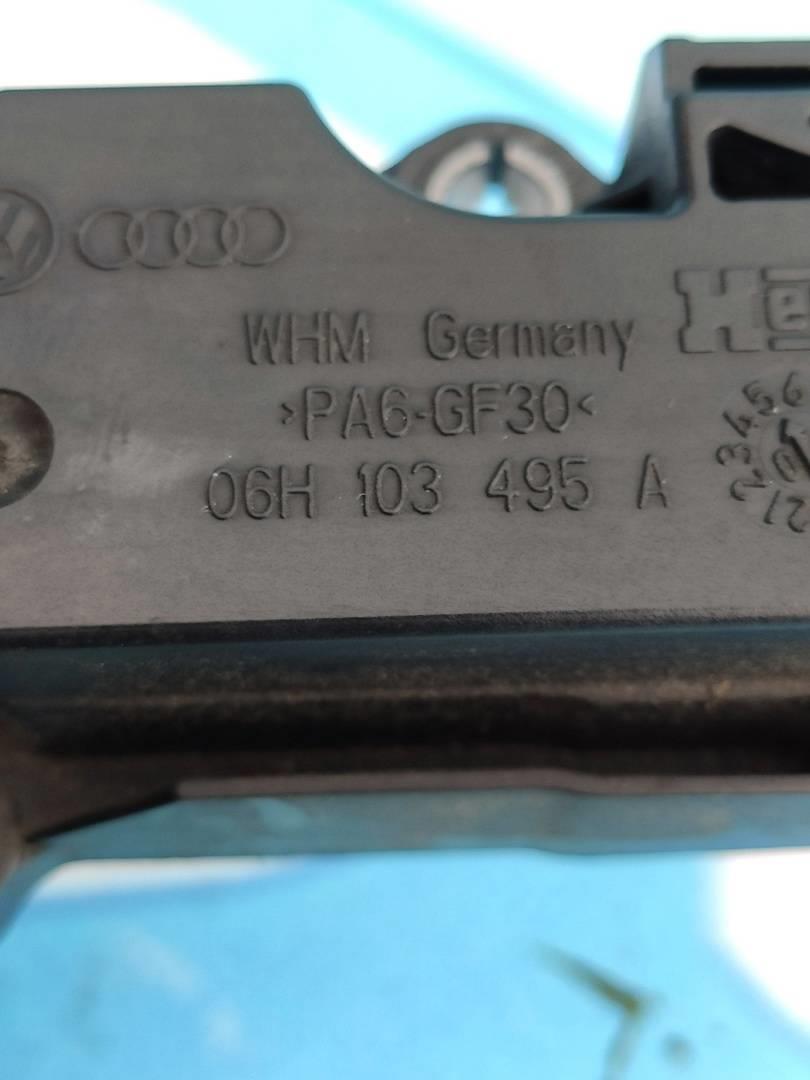 WHM Germany
>PA6-GF30<
06H 103 495 A